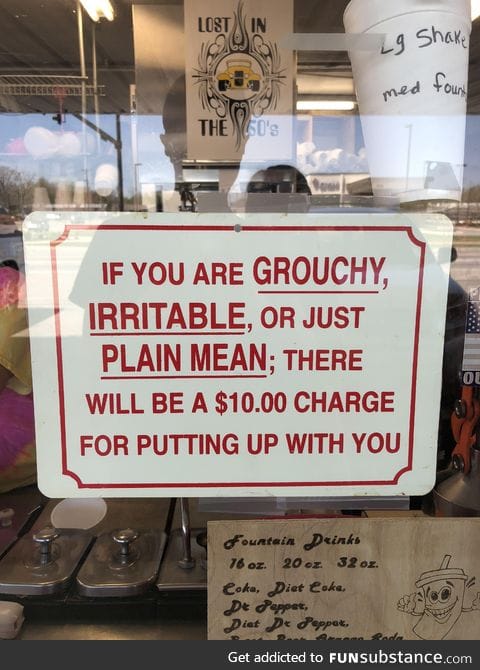 LOST IN
THE 50's
Lg Shake
med
IF YOU ARE GROUCHY,
IRRITABLE, OR JUST
PLAIN MEAN; THERE
WILL BE A $10.00 CHARGE
FOR PUTTING UP WITH YOU
Fountain Drinks
16 oz. 20 oz. 32 oz.
Coke, Diet Coke,
Dr Pepper,
Diet Dr Pepper,
Get addicted to FUNsubstance.com